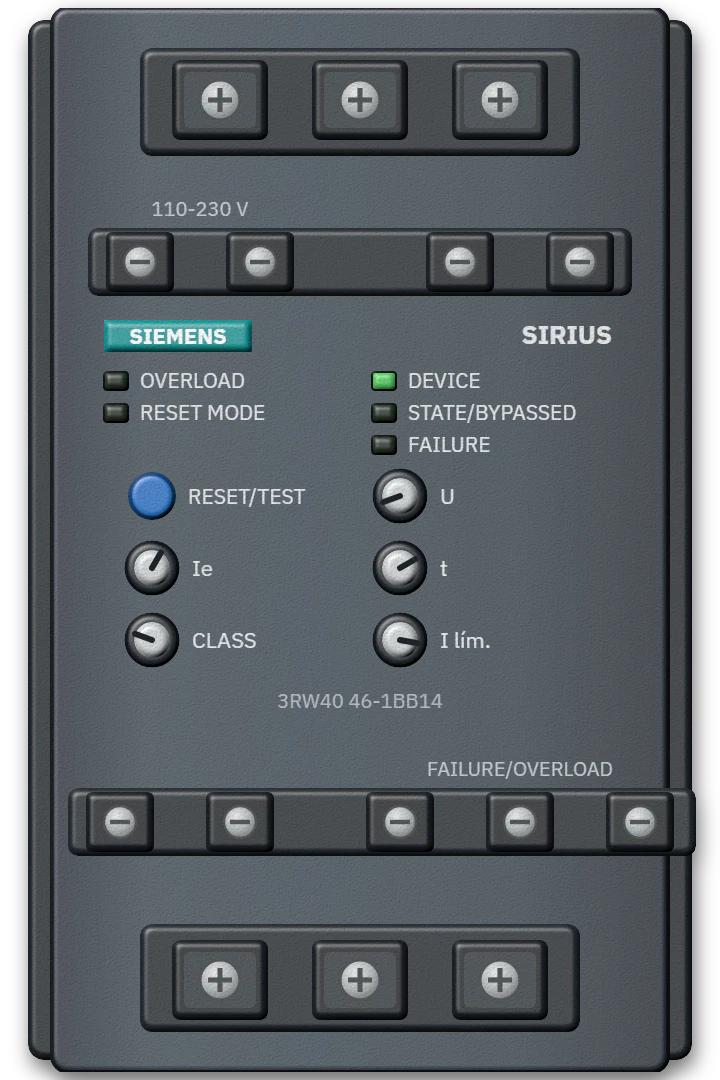 110-230 V
SIEMENS
SIRIUS
OVERLOAD
DEVICE
RESET MODE
STATE/BYPASSED
FAILURE
RESET/TEST
U
Ie
t
CLASS
I lím.
3RW40 46-1BB14
FAILURE/OVERLOAD